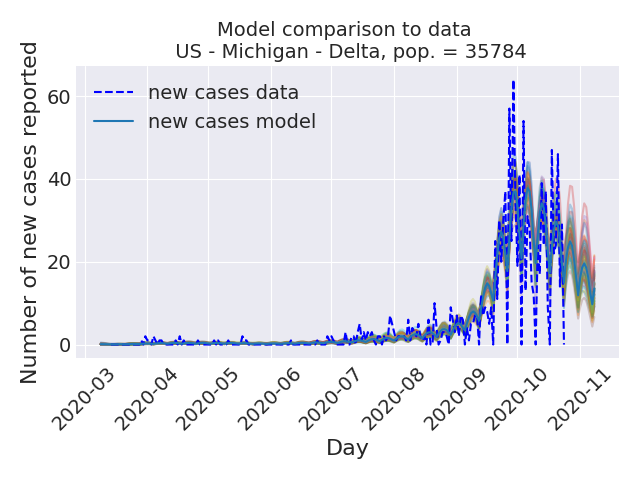 Model comparison to data
US - Michigan - Delta, pop. = 35784
Number of new cases reported
60
40
20
0
new cases data
new cases model
2020-03
2020-04
2020-05
2020-06
2020-07
2020-08
2020-09
2020-10
2020-11
Day